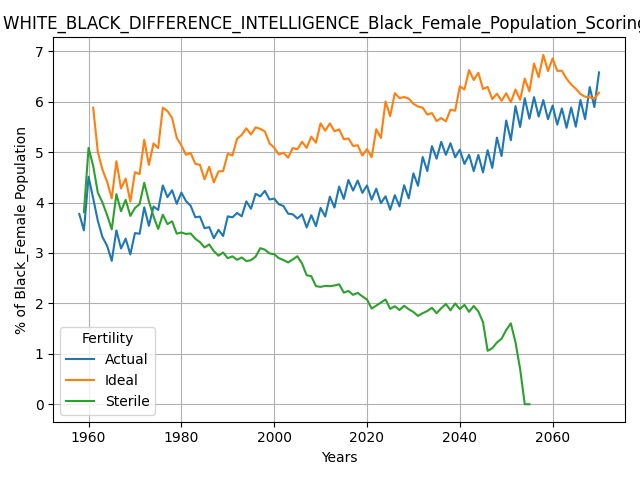 WHITE_BLACK_DIFFERENCE_INTELLIGENCE_Black_Female_Population_Scoring
7
6
5
4
3
2
1
0
% of Black_Female Population
Fertility
Actual
Ideal
Sterile
1960 1980 2000 2020 2040 2060
Years